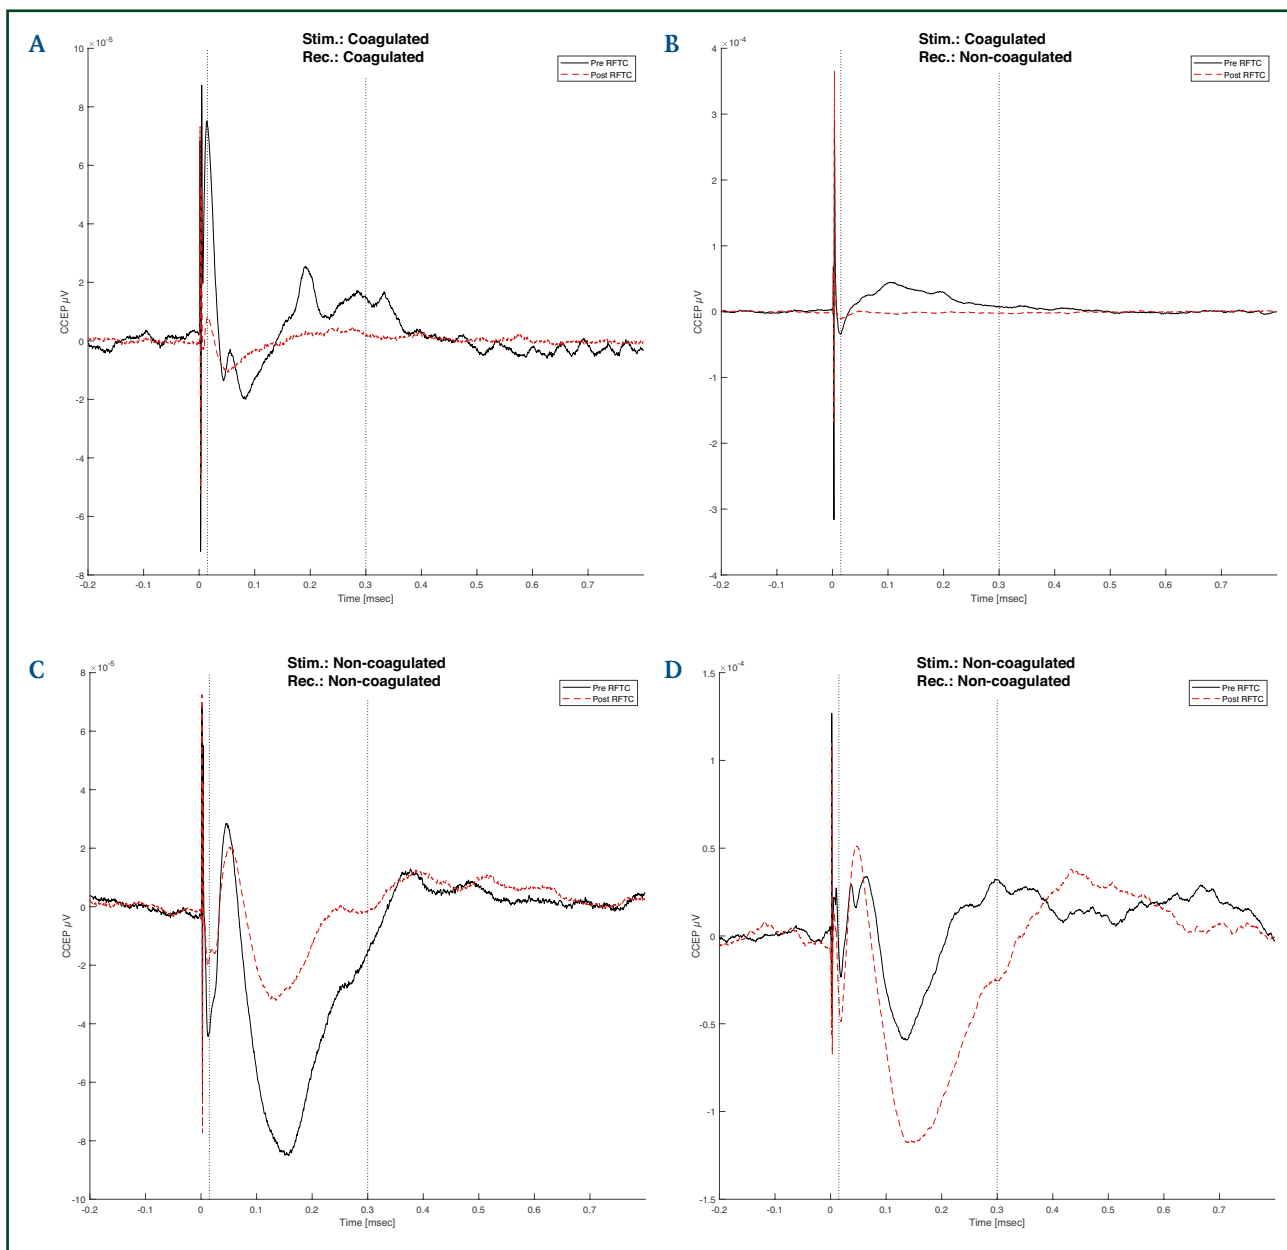 A
Stim.: Coagulated
Rec.: Coagulated
×10-5
Pre RFTC
Post RFTC
10
8
6
4
2
0
-2
-4
-6
-8
CCEP µV
-0.2 -0.1 0 0.1 0.2 0.3 0.4 0.5 0.6 0.7
Time [msec]
B
Stim.: Coagulated
Rec.: Non-coagulated
×10-4
Pre RFTC
Post RFTC
4
3
2
1
0
-1
-2
-3
-4
CCEP µV
-0.2 -0.1 0 0.1 0.2 0.3 0.4 0.5 0.6 0.7
Time [msec]
C
Stim.: Non-coagulated
Rec.: Non-coagulated
×10-5
Pre RFTC
Post RFTC
8
6
4
2
0
-2
-4
-6
-8
-10
CCEP µV
-0.2 -0.1 0 0.1 0.2 0.3 0.4 0.5 0.6 0.7
Time [msec]
D
Stim.: Non-coagulated
Rec.: Non-coagulated
×10-4
Pre RFTC
Post RFTC
1.5
1
0.5
0
-0.5
-1
-1.5
CCEP µV
-0.2 -0.1 0 0.1 0.2 0.3 0.4 0.5 0.6 0.7
Time [msec]